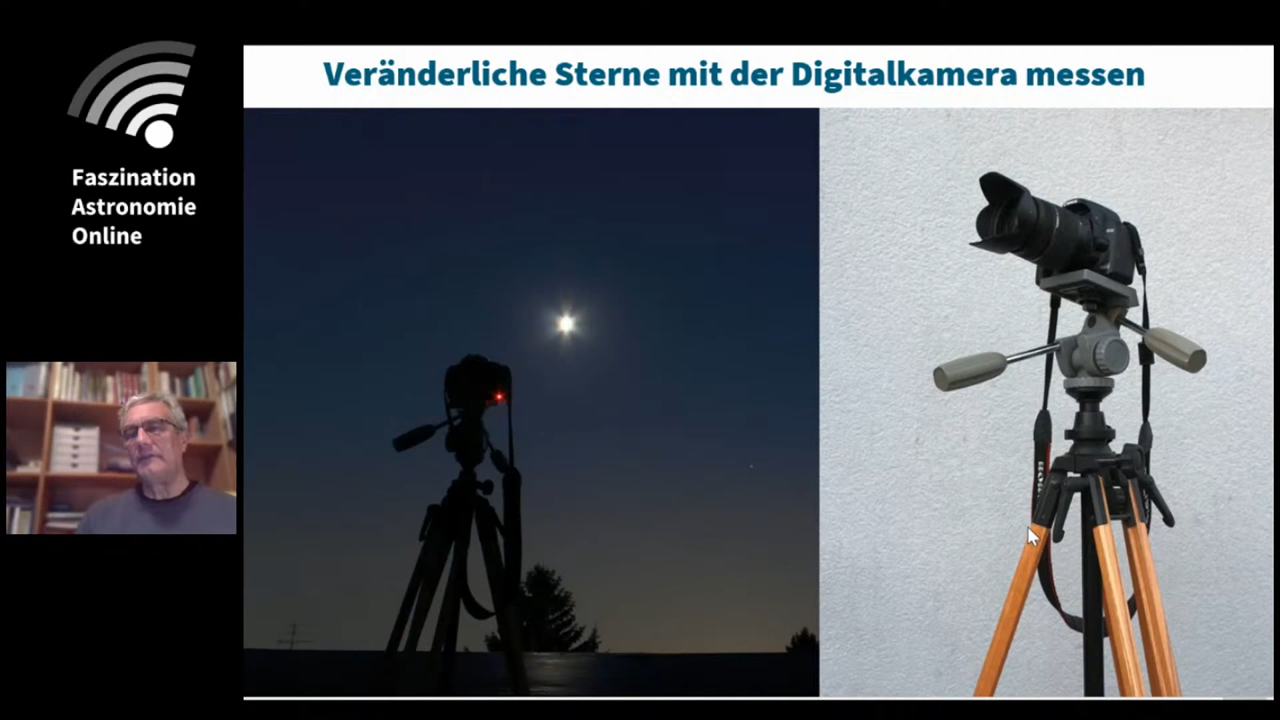 Veränderliche Sterne mit der Digitalkamera messen
Faszination
Astronomie
Online